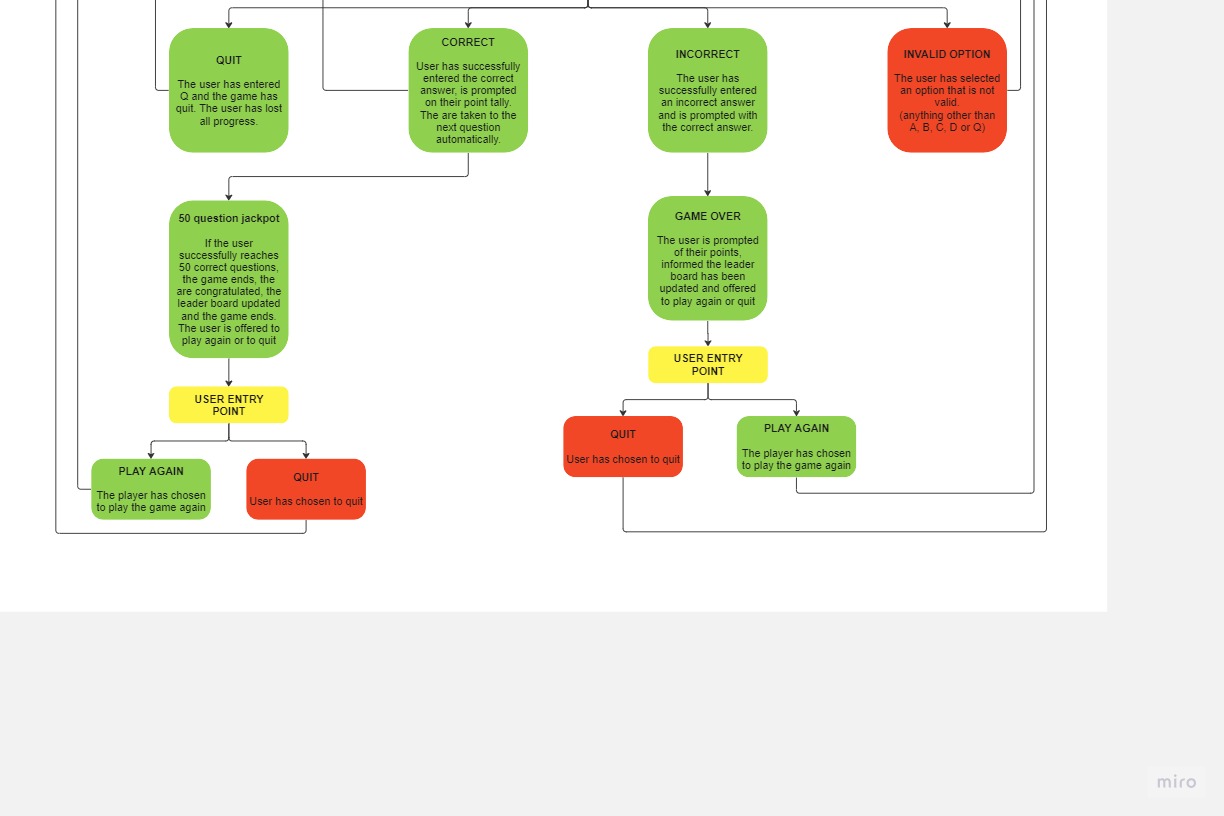 QUIT
The user has entered
Q and the game has
quit. The user has lost
all progress.
CORRECT
User has successfully
entered the correct
answer, is prompted
on their point tally.
The are taken to the
next question
automatically.
INCORRECT
The user has
successfully entered
an incorrect answer
and is prompted with
the correct answer.
INVALID OPTION
The user has selected
an option that is not
valid.
(anything other than
A, B, C, D or Q)
50 question jackpot
If the user
successfully reaches
50 correct questions,
the game ends, the
are congratulated, the
leader board updated
and the game ends.
The user is offered to
play again or to quit
GAME OVER
The user is prompted
of their points,
informed the leader
board has been
updated and offered
to play again or quit
USER ENTRY
POINT
USER ENTRY
POINT
QUIT
User has chosen to quit
PLAY AGAIN
The player has chosen
to play the game again
PLAY AGAIN
The player has chosen
to play the game again
QUIT
User has chosen to quit
miro